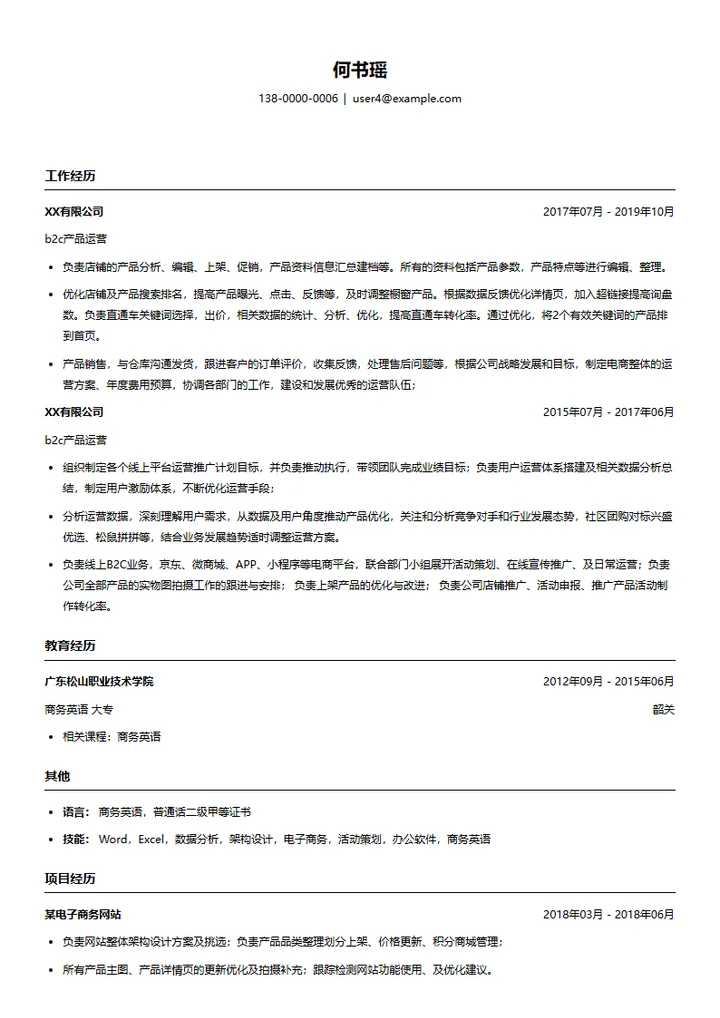 何书瑶
138-0000-0006 | user4@example.com
工作经历
XX有限公司 2017年07月 - 2019年10月
b2c产品运营
• 负责店铺的产品分析、编辑、上架、促销，产品资料信息汇总建档等。所有的资料包括产品参数，产品特点等进行编辑、整理。
• 优化店铺及产品搜索排名，提高产品曝光、点击、反馈等，及时调整橱窗产品。根据数据反馈优化详情页，加入超链接提高询盘
数。负责直通车关键词选择，出价，相关数据的统计、分析、优化，提高直通车转化率。通过优化，将2个有效关键词的产品排
到首页。
• 产品销售，与仓库沟通发货，跟进客户的订单评价，收集反馈，处理售后问题等，根据公司战略发展和目标，制定电商整体的运
营方案、年度费用预算，协调各部门的工作，建设和发展优秀的运营队伍；
XX有限公司 2015年07月 - 2017年06月
b2c产品运营
• 组织制定各个线上平台运营推广计划目标，并负责推动执行，带领团队完成业绩目标；负责用户运营体系搭建及相关数据分析总
结，制定用户激励体系，不断优化运营手段；
• 分析运营数据，深刻理解用户需求，从数据及用户角度推动产品优化，关注和分析竞争对手和行业发展态势，社区团购对标兴盛
优选、松鼠拼拼等，结合业务发展趋势适时调整运营方案。
• 负责线上B2C业务，京东、微商城、APP、小程序等电商平台，联合部门小组展开活动策划、在线宣传推广、及日常运营；负责
公司全部产品的实物图拍摄工作的跟进与安排； 负责上架产品的优化与改进； 负责公司店铺推广、活动申报、推广产品活动制
作转化率。
教育经历
广东松山职业技术学院 2012年09月 - 2015年06月
商务英语 大专 韶关
• 相关课程：商务英语
其他
• 语言： 商务英语，普通话二级甲等证书
• 技能： Word，Excel，数据分析，架构设计，电子商务，活动策划，办公软件，商务英语
项目经历
某电子商务网站 2018年03月 - 2018年06月
• 负责网站整体架构设计方案及挑选；负责产品品类整理划分上架、价格更新、积分商城管理；
• 所有产品主图、产品详情页的更新优化及拍摄补充；跟踪检测网站功能使用、及优化建议。